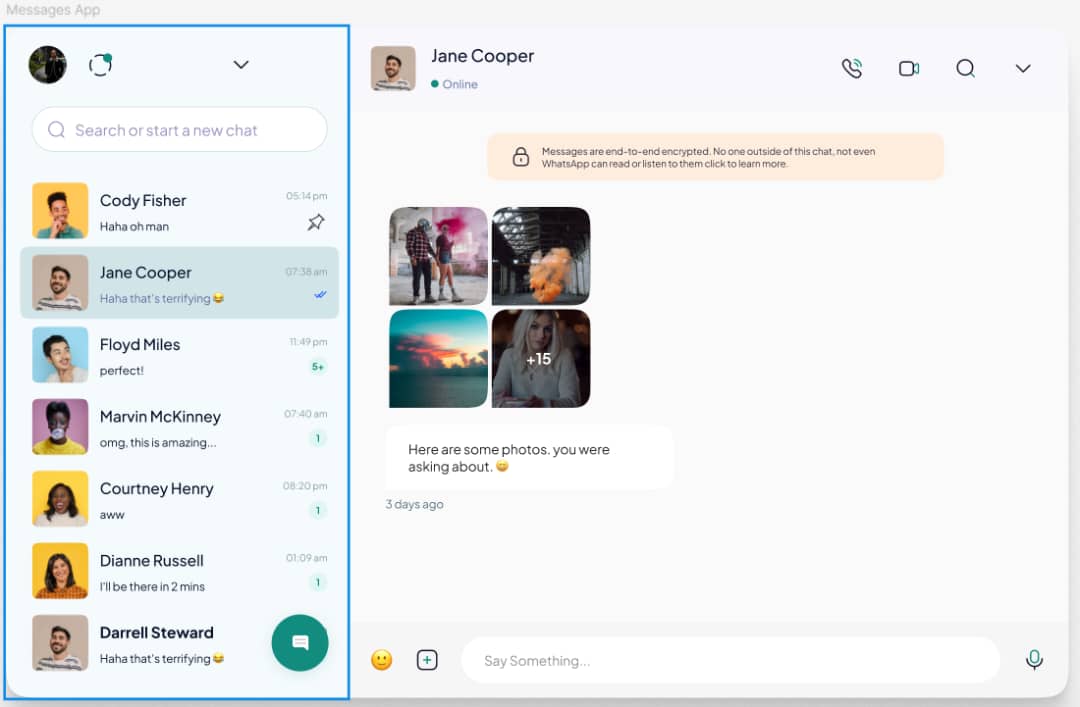 Messages App
Search or start a new chat
Cody Fisher
05:14 pm
Haha oh man
Jane Cooper
07:38 am
Haha that's terrifying 😂
Floyd Miles
11:49 pm
perfect!
5+
Marvin McKinney
07:40 am
omg, this is amazing...
1
Courtney Henry
08:20 pm
aww
1
Dianne Russell
01:09 am
I'll be there in 2 mins
1
Darrell Steward
Haha that's terrifying 😂
Jane Cooper
Online
Messages are end-to-end encrypted. No one outside of this chat, not even
WhatsApp can read or listen to them click to learn more.
+15
Here are some photos. you were
asking about. 😄
3 days ago
Say Something...